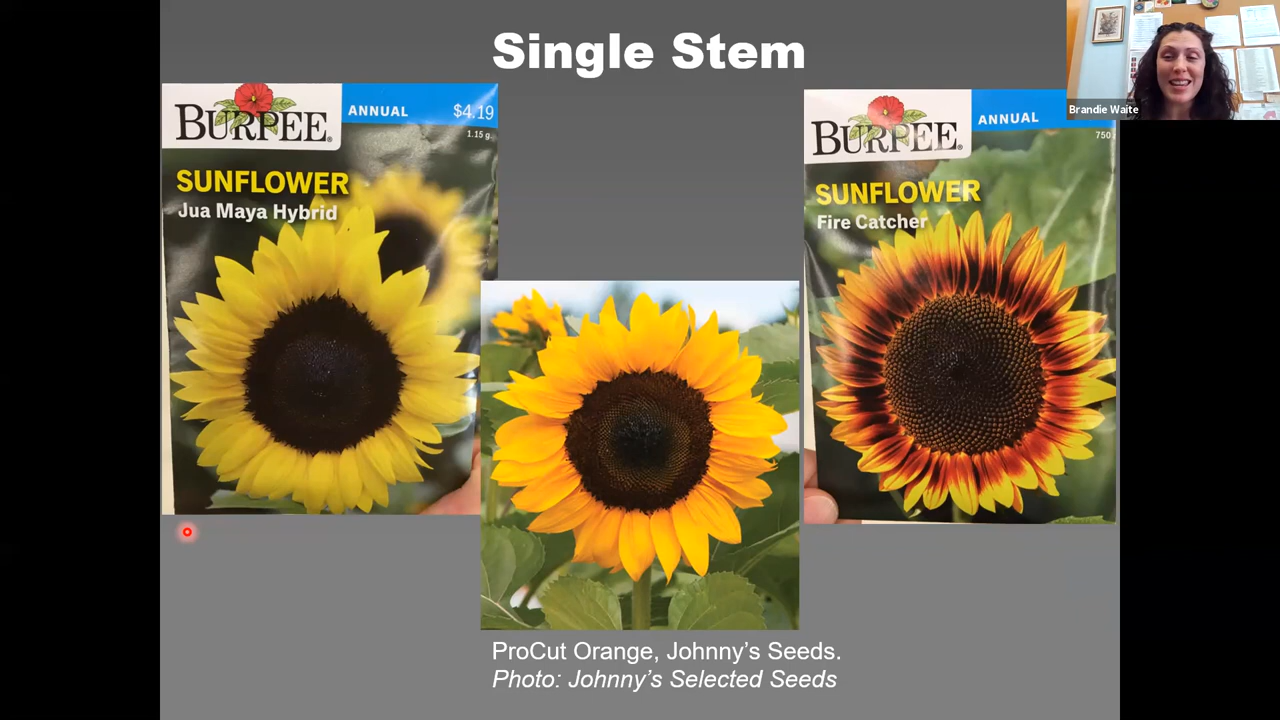 Single Stem
BURPEE®
ANNUAL
$4.19
1.15 g
SUNFLOWER
Jua Maya Hybrid
BURPEE®
ANNUAL
750
SUNFLOWER
Fire Catcher
ProCut Orange, Johnny's Seeds.
Photo: Johnny's Selected Seeds
Brandie Waite